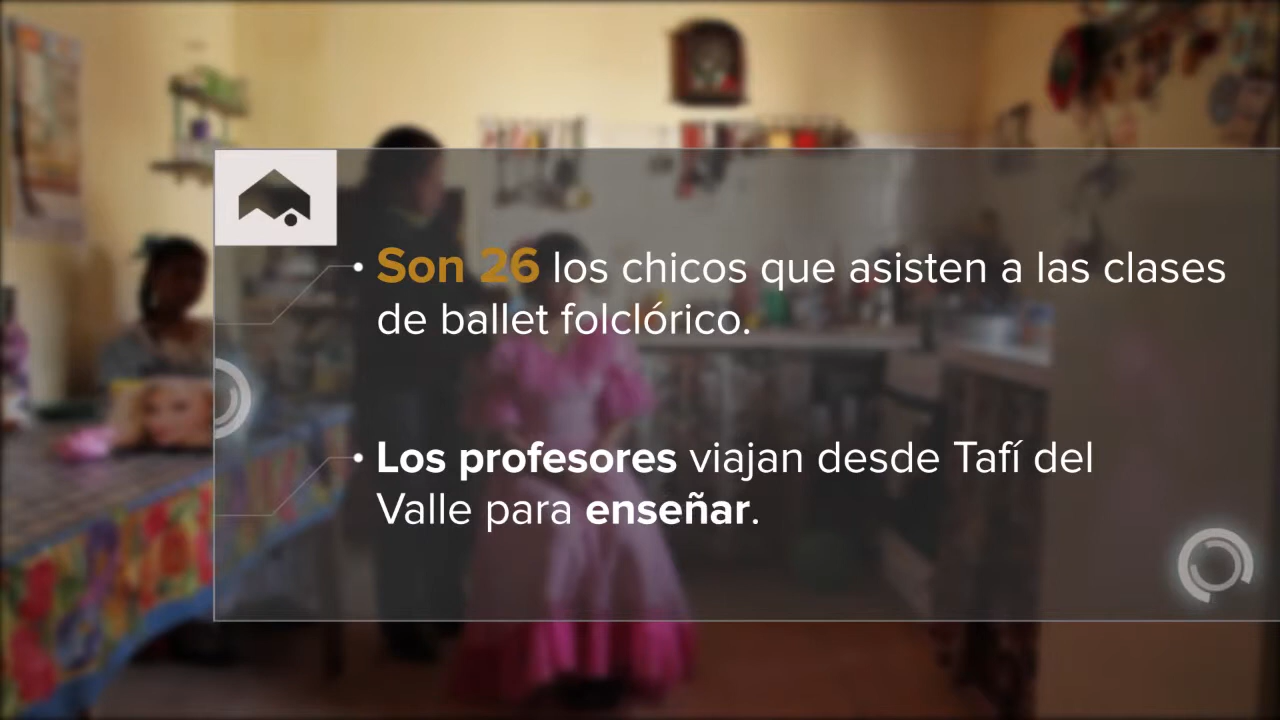 Son 26 los chicos que asisten a las clases
de ballet folclórico.
Los profesores viajan desde Tafí del
Valle para enseñar.